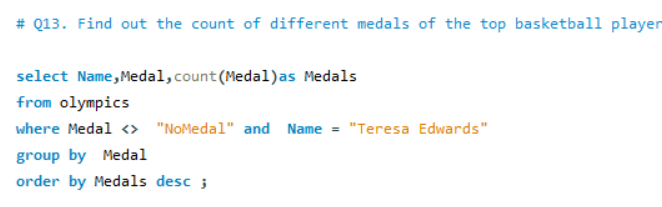 # Q13. Find out the count of different medals of the top basketball player
select Name,Medal,count(Medal)as Medals
from olympics
where Medal <>  "NoMedal" and  Name = "Teresa Edwards"
group by  Medal
order by Medals desc ;